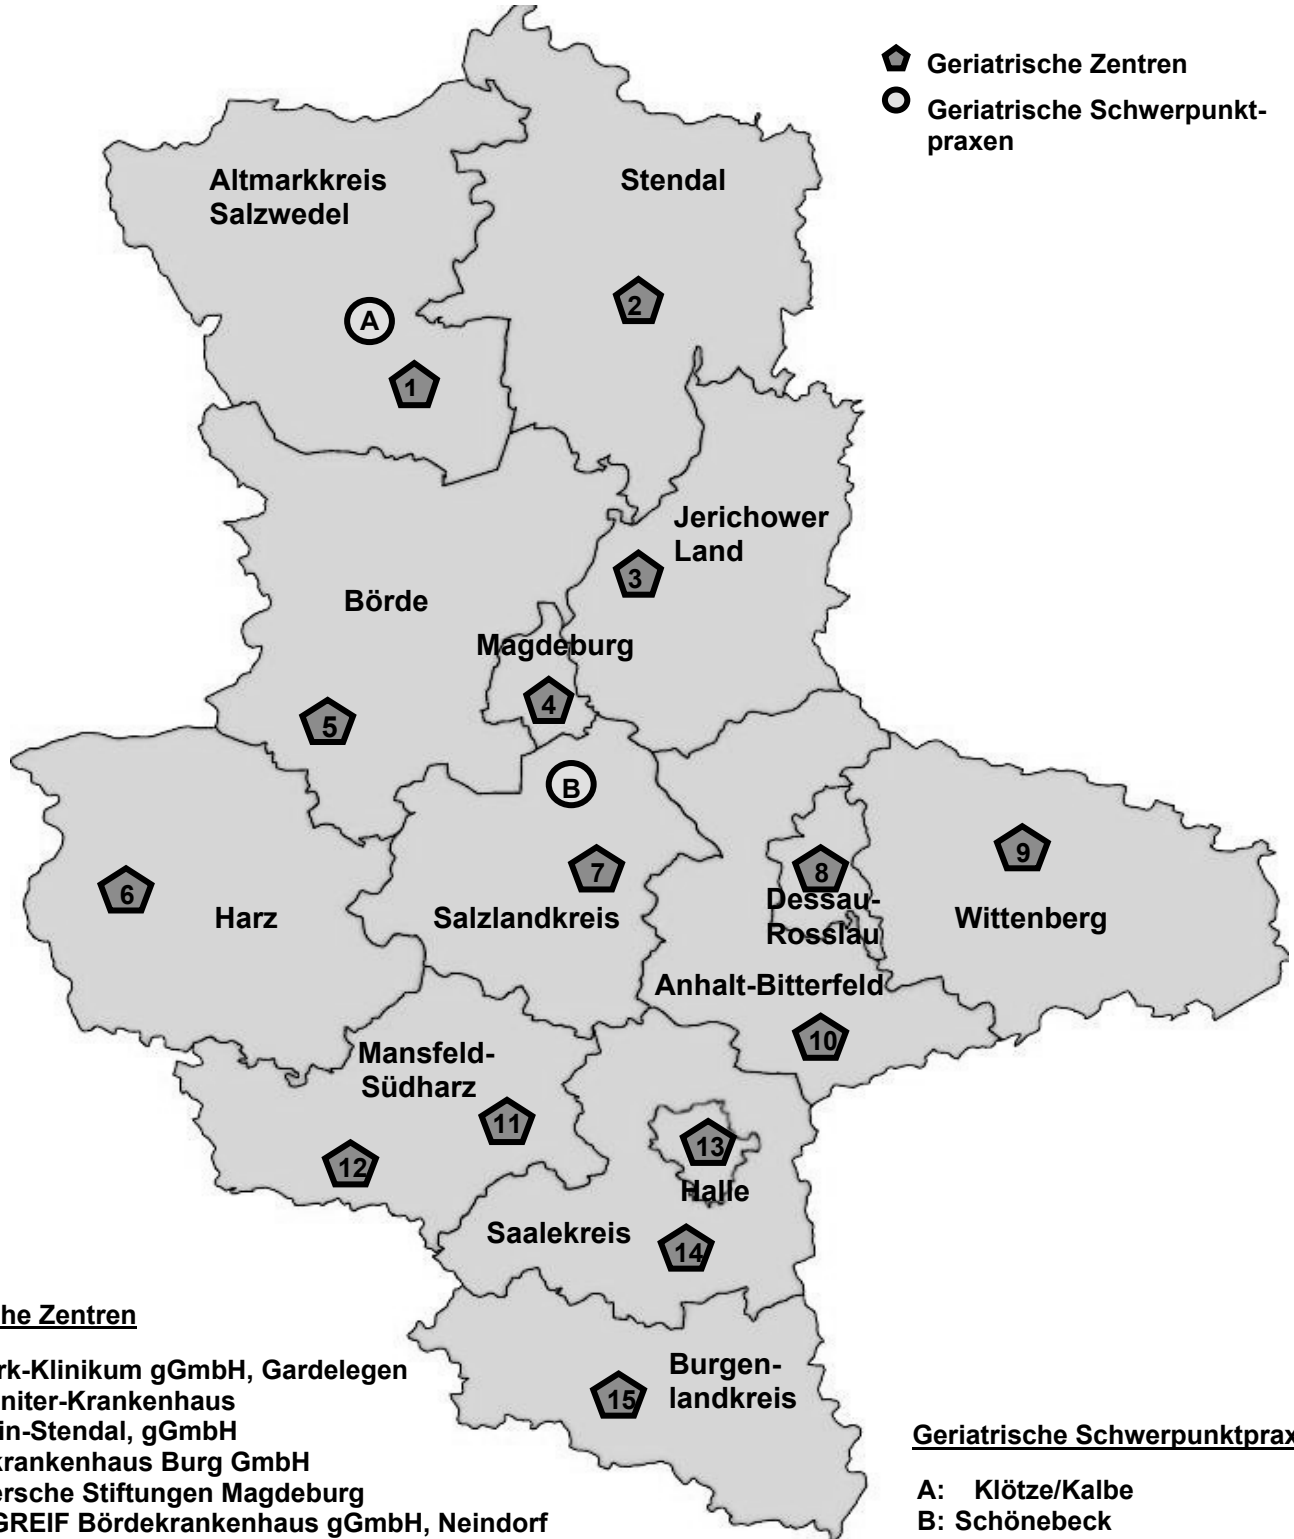 Geriatrische Zentren
Geriatrische Schwerpunkt-
praxen
Altmarkkreis
Salzwedel
Stendal
A
2
1
Jerichower
Land
3
Börde
Magdeburg
4
5
B
6
7
8
9
Harz
Salzlandkreis
Dessau-
Rosslau
Wittenberg
Anhalt-Bitterfeld
10
Mansfeld-
Südharz
11
12
13
Halle
Saalekreis
14
Burgen-
landkreis
15
he Zentren
rk-Klinikum gGmbH, Gardelegen
niter-Krankenhaus
in-Stendal, gGmbH
krankenhaus Burg GmbH
ersche Stiftungen Magdeburg
GREIF Bördekrankenhaus gGmbH, Neindorf
Geriatrische Schwerpunktprax
A: Klötze/Kalbe
B: Schönebeck